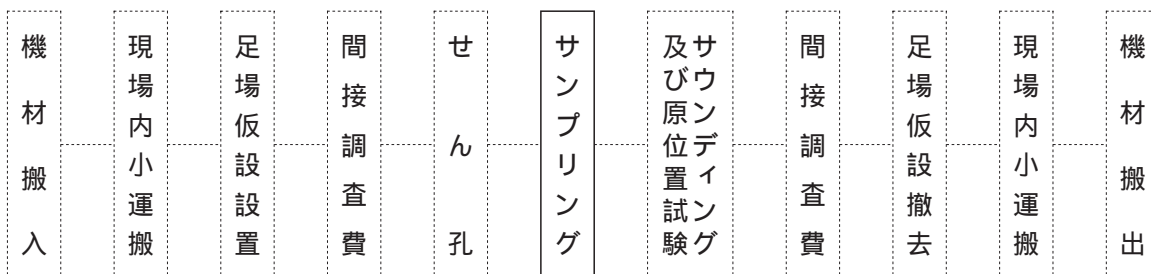 機材搬入
現場内小運搬
足場仮設設置
間接調査費
せん孔
サンプリング
サウンディング
及び原位置試験
間接調査費
足場仮設撤去
現場内小運搬
機材搬出